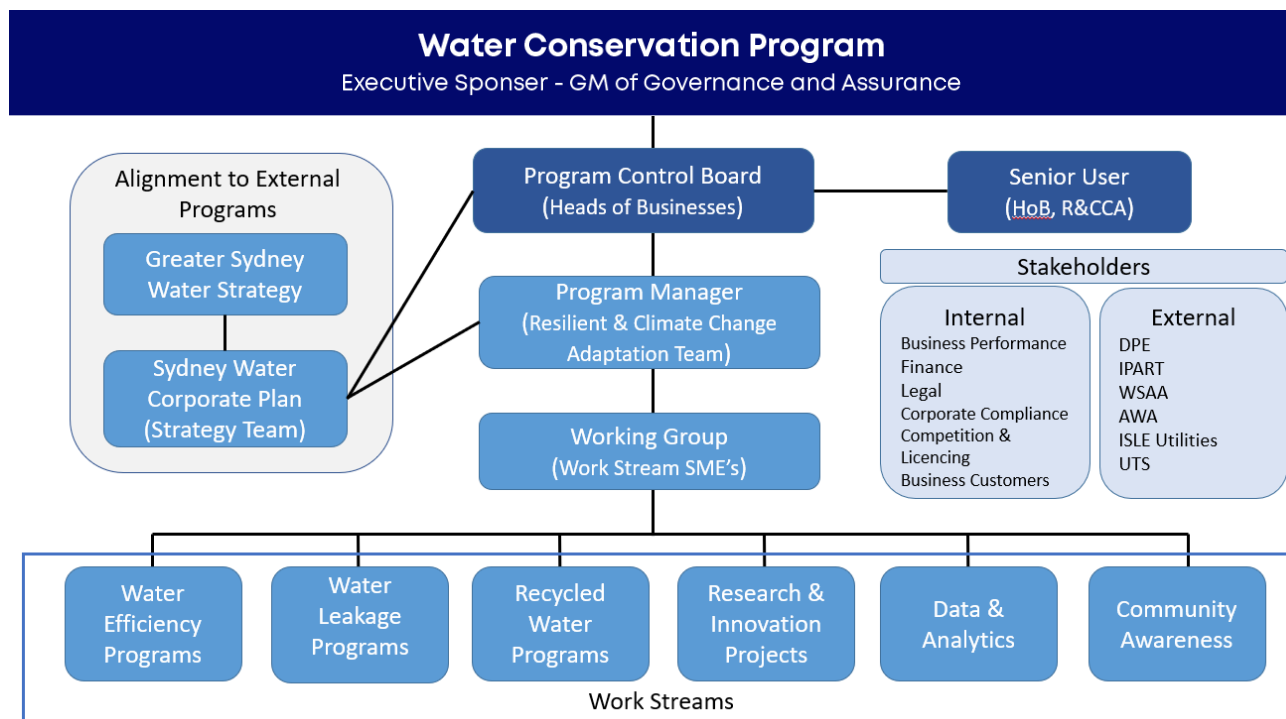 Water Conservation Program
Executive Sponser - GM of Governance and Assurance
Alignment to External
Programs
Greater Sydney
Water Strategy
Sydney Water
Corporate Plan
(Strategy Team)
Program Control Board
(Heads of Businesses)
Senior User
(HoB, R&CCA)
Program Manager
(Resilient & Climate Change
Adaptation Team)
Working Group
(Work Stream SME's)
Stakeholders
Internal
Business Performance
Finance
Legal
Corporate Compliance
Competition &
Licencing
Business Customers
External
DPE
IPART
WSAA
AWA
ISLE Utilities
UTS
Water
Efficiency
Programs
Water
Leakage
Programs
Recycled
Water
Programs
Research &
Innovation
Projects
Data &
Analytics
Community
Awareness
Work Streams